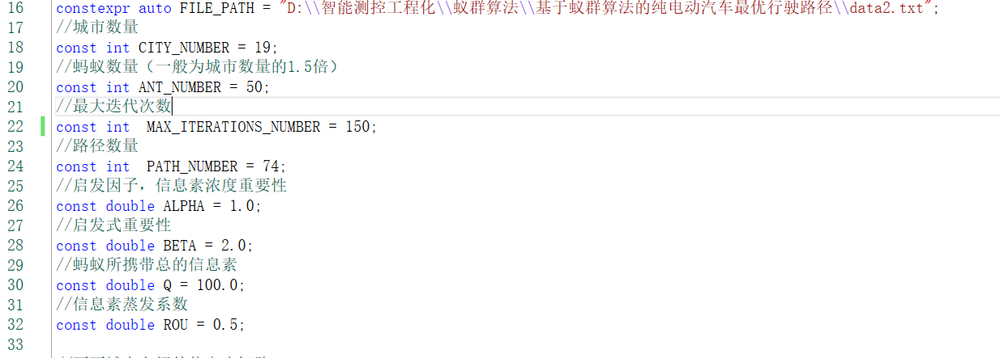 16 constexpr auto FILE_PATH = "D:\\智能测控工程化\\蚁群算法\\基于蚁群算法的纯电动汽车最优行驶路径\\data2.txt";
17 //城市数量
18 const int CITY_NUMBER = 19;
19 //蚂蚁数量（一般为城市数量的1.5倍）
20 const int ANT_NUMBER = 50;
21 //最大迭代次数
22 const int  MAX_ITERATIONS_NUMBER = 150;
23 //路径数量
24 const int  PATH_NUMBER = 74;
25 //启发因子，信息素浓度重要性
26 const double ALPHA = 1.0;
27 //启发式重要性
28 const double BETA = 2.0;
29 //蚂蚁所携带总的信息素
30 const double Q = 100.0;
31 //信息素蒸发系数
32 const double ROU = 0.5;
33